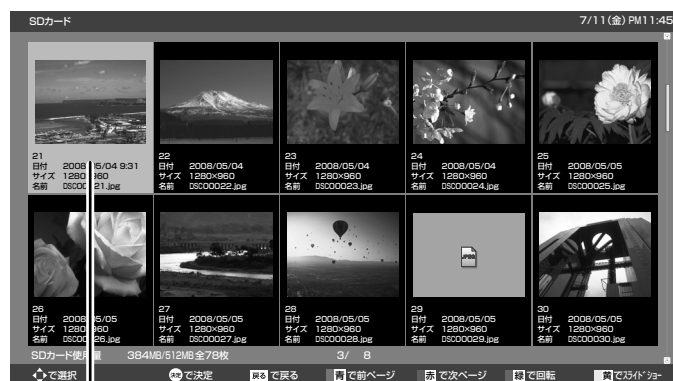 SDカード 7/11(金) PM11:45
21
日付 2008/05/04 9:31
サイズ 1280×960
名前 DSC00021.jpg
22
日付 2008/05/04
サイズ 1280×960
名前 DSC00022.jpg
23
日付 2008/05/04
サイズ 1280×960
名前 DSC00023.jpg
24
日付 2008/05/04
サイズ 1280×960
名前 DSC00024.jpg
25
日付 2008/05/05
サイズ 1280×960
名前 DSC00025.jpg
JPEG
26
日付 2008/05/05
サイズ 1280×960
名前 DSC00026.jpg
27
日付 2008/05/05
サイズ 1280×960
名前 DSC00027.jpg
28
日付 2008/05/05
サイズ 1280×960
名前 DSC00028.jpg
29
日付 2008/05/05
サイズ 1280×960
名前 DSC00029.jpg
30
日付 2008/05/05
サイズ 1280×960
名前 DSC00030.jpg
SDカード使用量 384MB/512MB 全78枚 3/ 8
で選択 決定 で決定 戻る で戻る 青 で前ページ 赤 で次ページ 緑 で回転 黄 でスライドショー